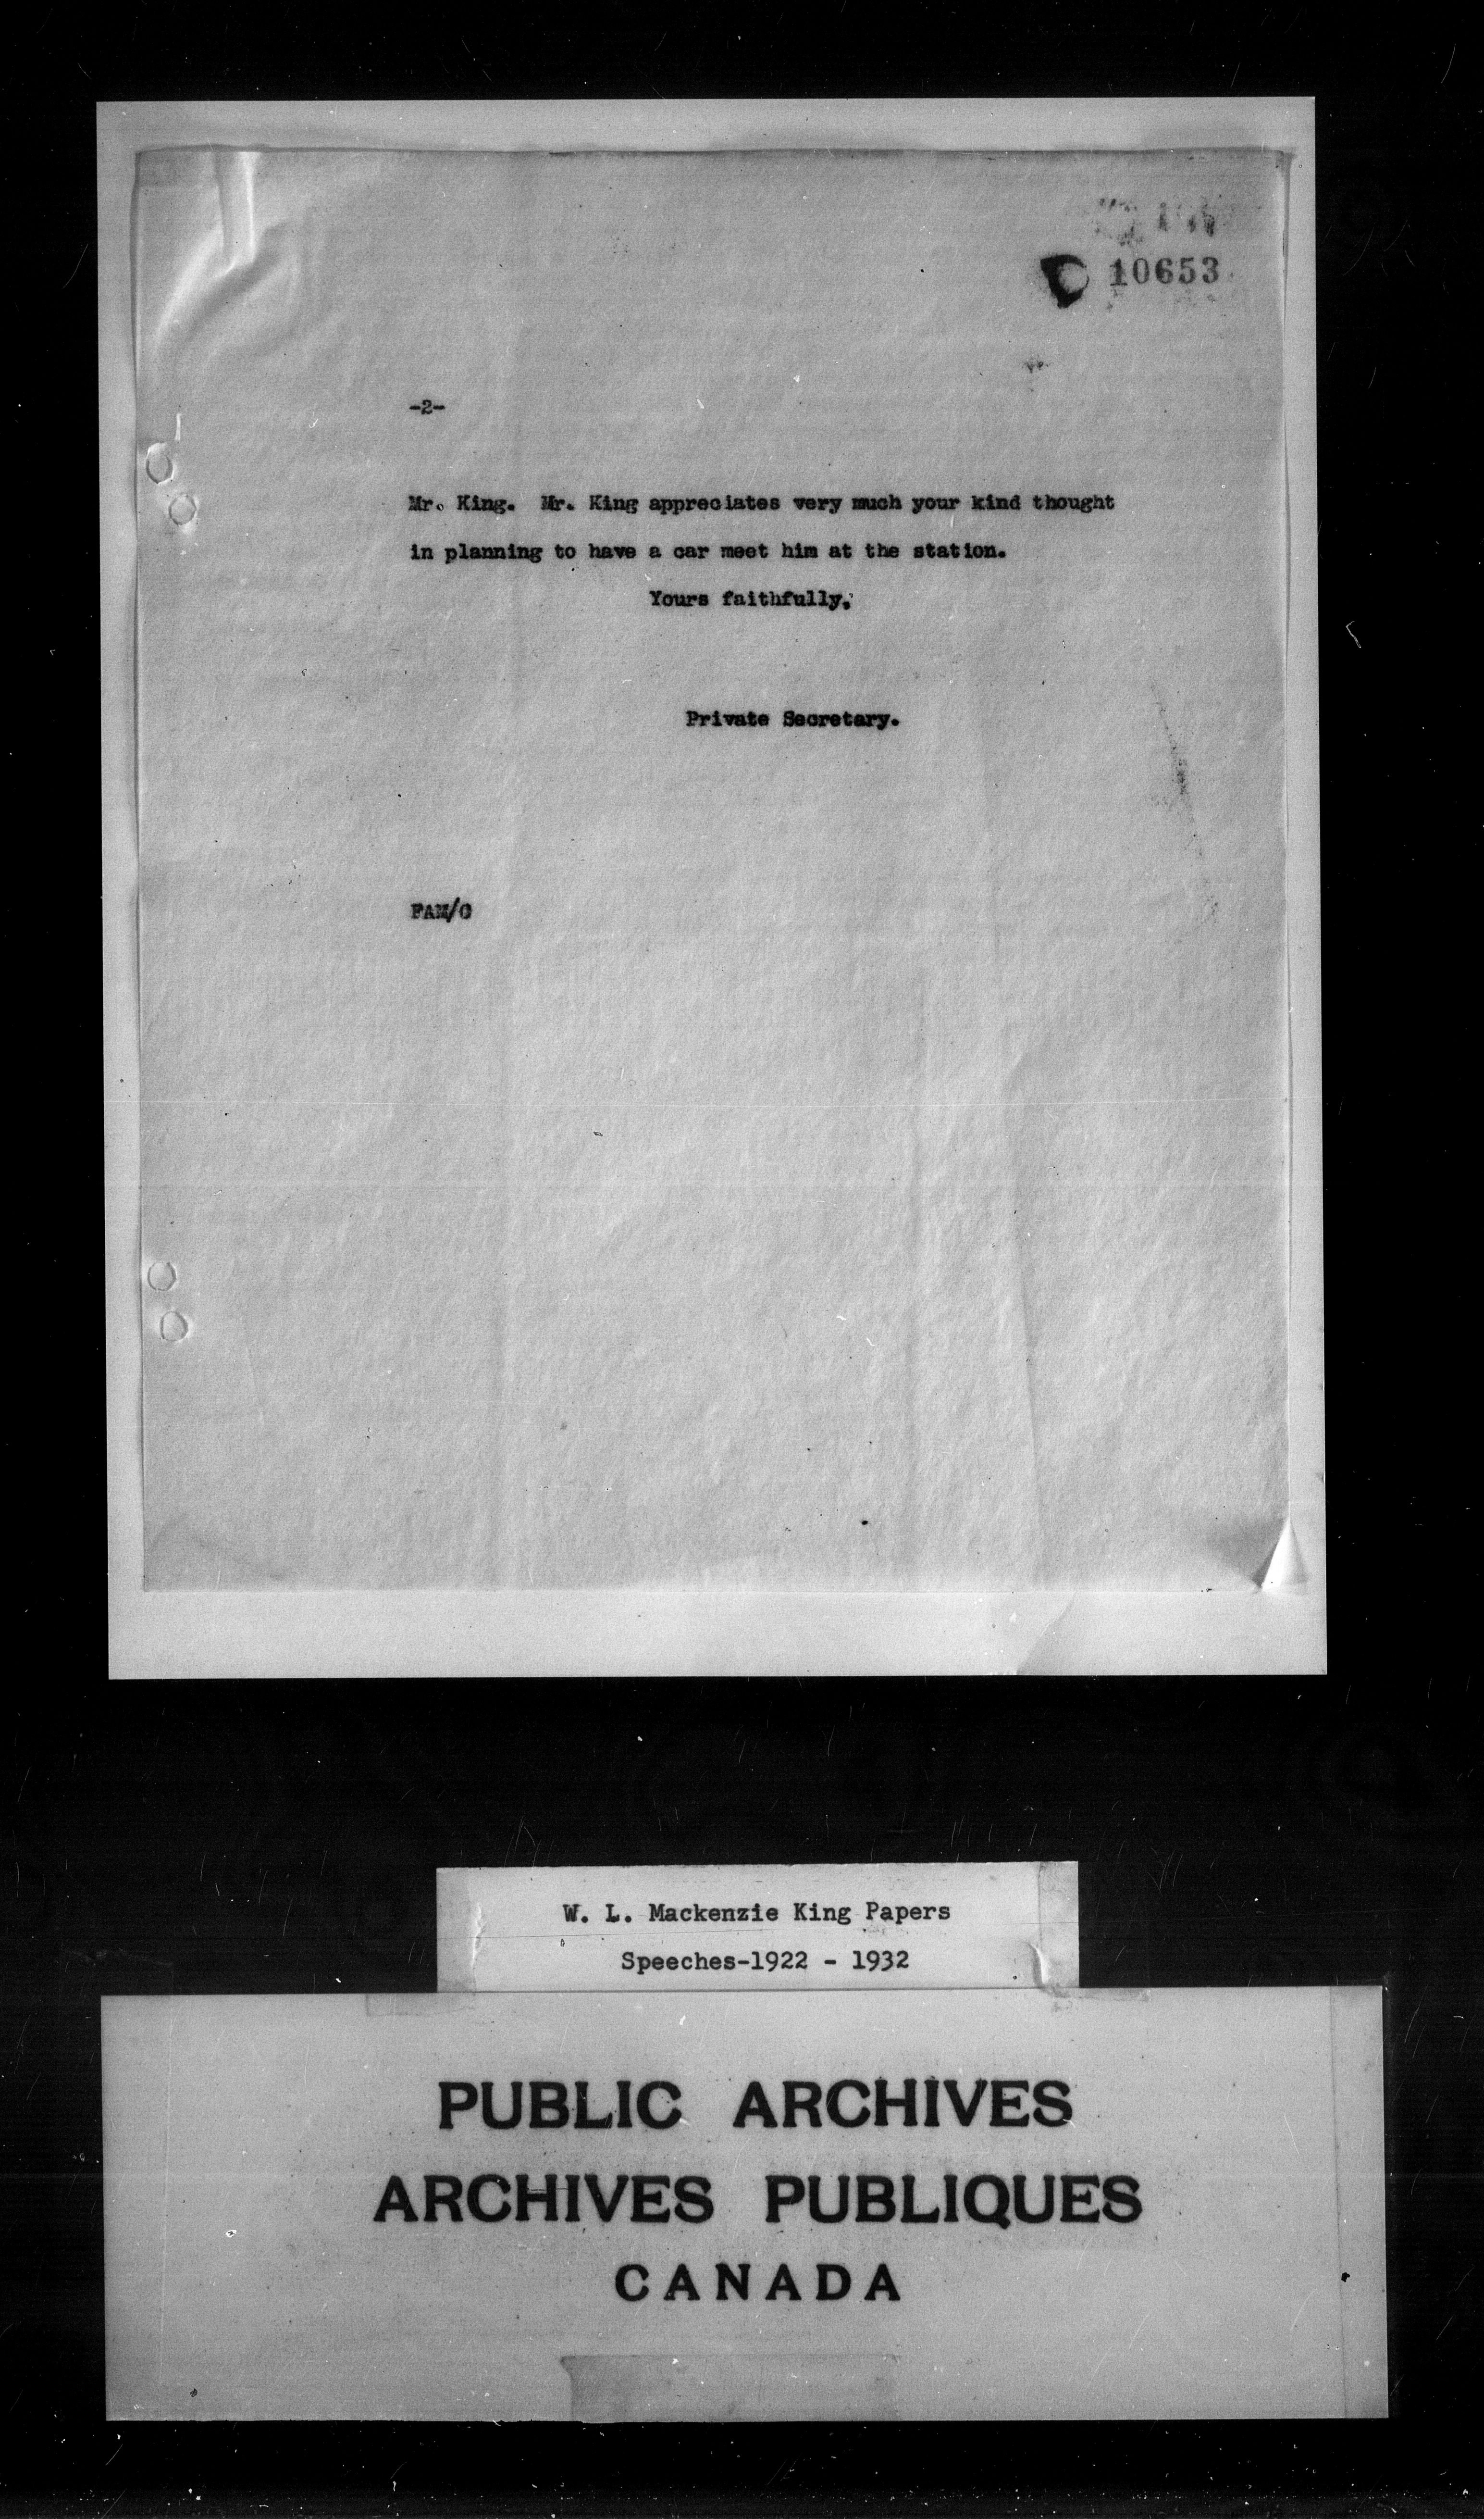 10653
-2-
Mr. King. Mr. King appreciates very much your kind thought
in planning to have a car meet him at the station.
Yours faithfully,
Private Secretary.
FAM/C
W. L. Mackenzie King Papers
Speeches-1922 - 1932
PUBLIC ARCHIVES
ARCHIVES PUBLIQUES
CANADA